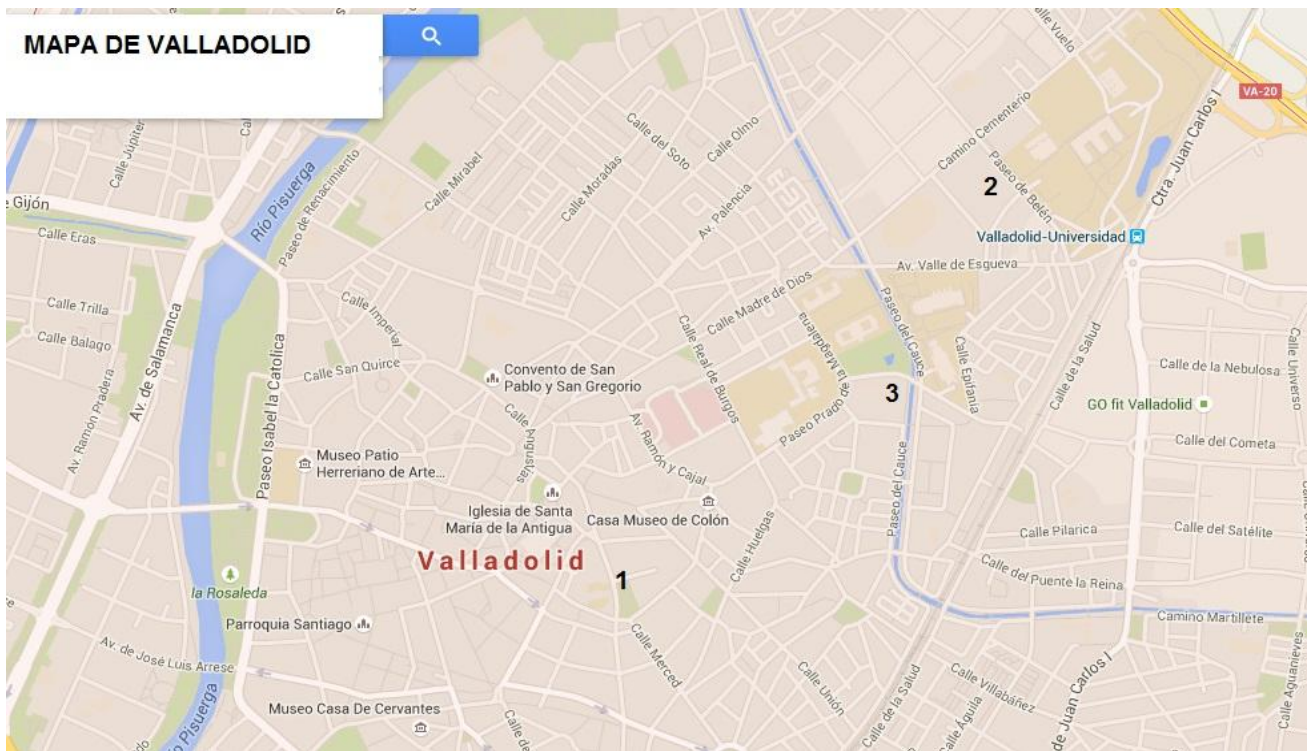 MAPA DE VALLADOLID
Calle Vuelo
VA-20
Calle Júpiter
Río Pisuerga
Paseo de Renacimiento
Calle Mirabel
Calle del Soto
Calle Olmo
Camino Cementerio
Calle Moradas
Paseo de Belén
2
Ctra. Juan Carlos I
e Gijón
Calle Eras
Av. Palencia
Valladolid-Universidad
Av. Valle de Esgueva
Calle Trilla
Calle Balago
Av. de Salamanca
Calle Imperial
Calle Madre de Dios
Magdalena
Paseo del Cauce
Calle Real de Burgos
Paseo Isabel la Catolica
Calle San Quirce
Convento de San
Pablo y San Gregorio
Calle Epifanía
Calle de la Salud
Calle de la Nebulosa
Calle Universo
Av. Ramón Pradera
3
GO fit Valladolid
Calle Angustias
Av. Ramón y Cajal
Paseo Prado de la
Calle del Cometa
Museo Patio
Herreriano de Arte...
Iglesia de Santa
María de la Antigua
Casa Museo de Colón
Paseo del Cauce
Calle Huelgas
Calle Pilarica
Calle del Satélite
Valladolid
1
la Rosaleda
Calle del Puente la Reina
Parroquia Santiago
Camino Martillete
Av. de José Luis Arrese
Calle Merced
Calle Unión
Calle de la Salud
Calle Villabáñez
Calle Águila
de Juan Carlos I
Calle Aguanieves
Museo Casa De Cervantes
Pisuerga
Calle de